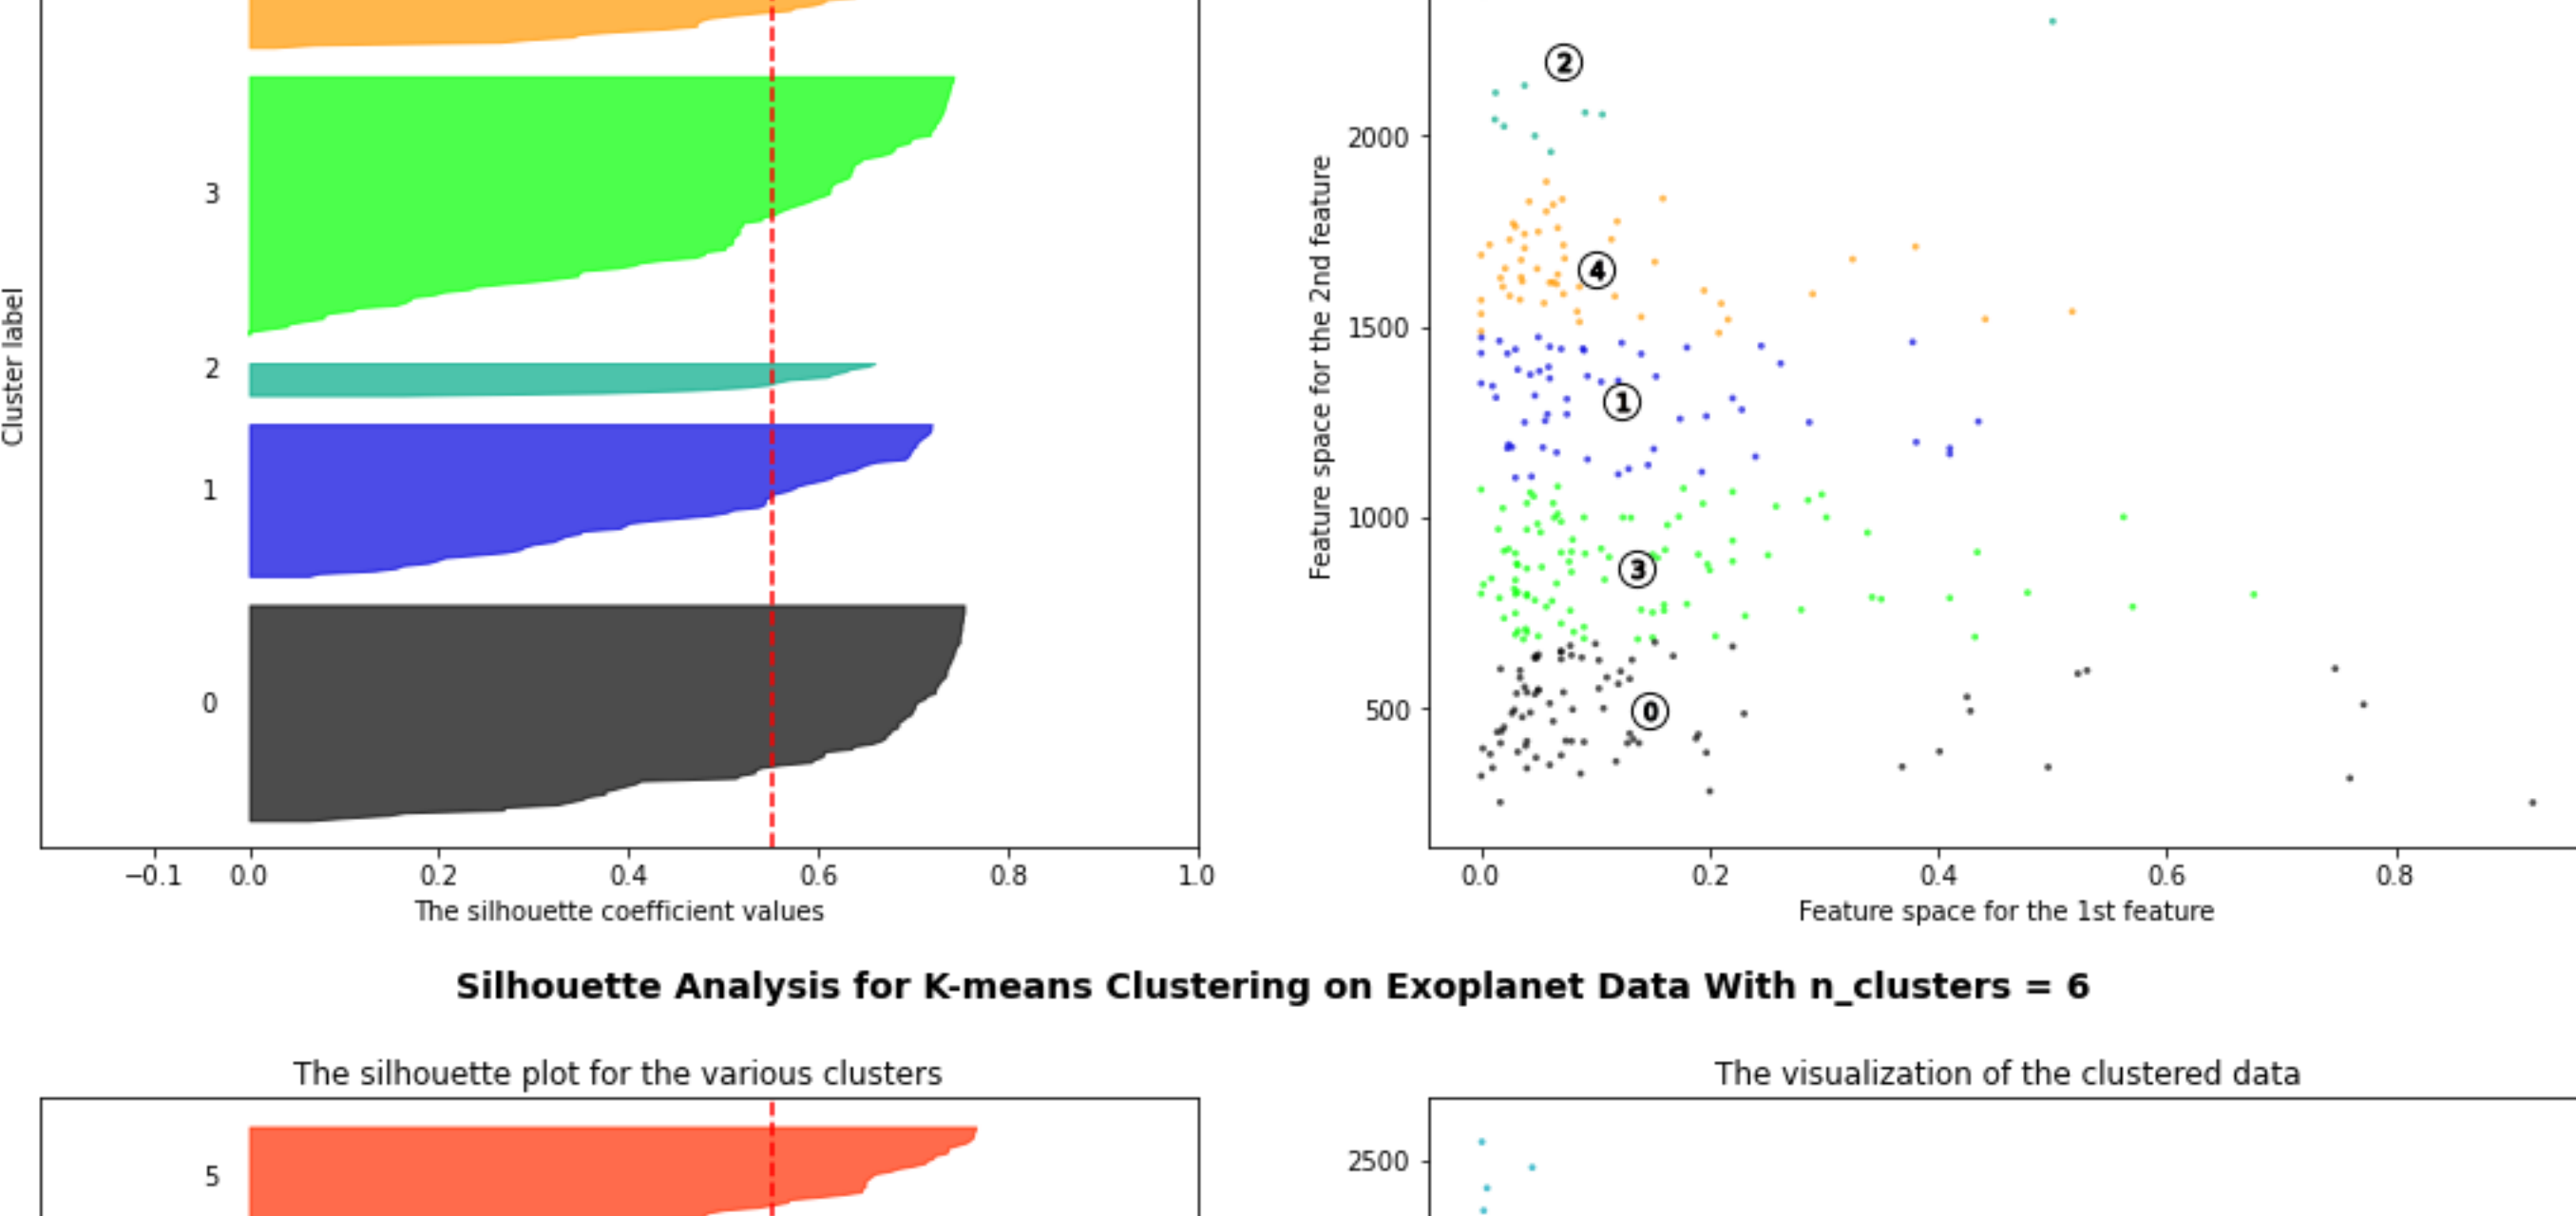 2
2000
3
4
1500
Cluster label
2
Feature space for the 2nd feature
1
1
1000
3
0
0
500
−0.1 0.0 0.2 0.4 0.6 0.8 1.0
0.0 0.2 0.4 0.6 0.8
The silhouette coefficient values
Feature space for the 1st feature
Silhouette Analysis for K-means Clustering on Exoplanet Data With n_clusters = 6
The silhouette plot for the various clusters
The visualization of the clustered data
5
2500